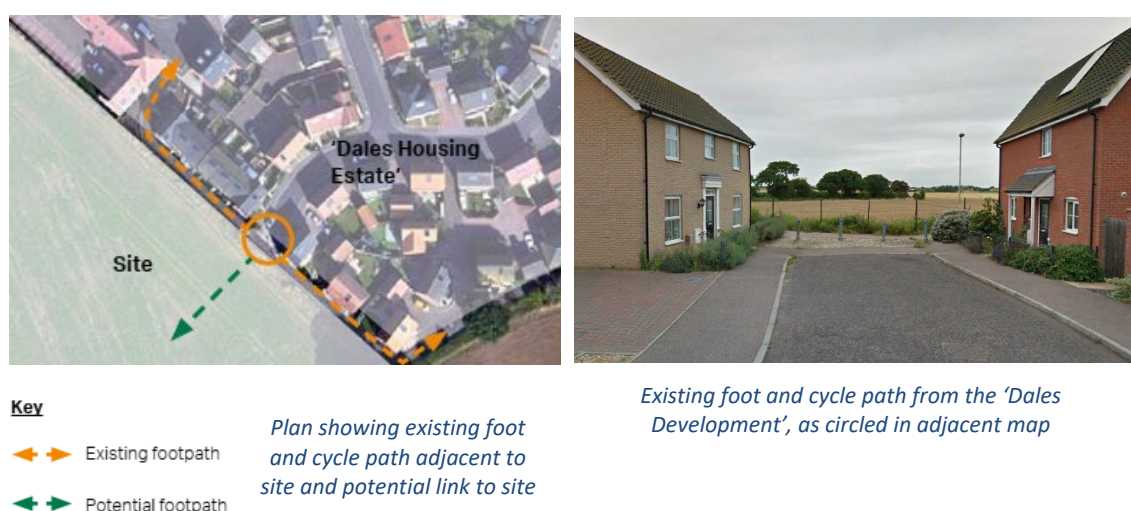 'Dales Housing
Estate'
Site
Key
Existing footpath
Potential footpath
Plan showing existing foot
and cycle path adjacent to
site and potential link to site
Existing foot and cycle path from the ‘Dales
Development’, as circled in adjacent map